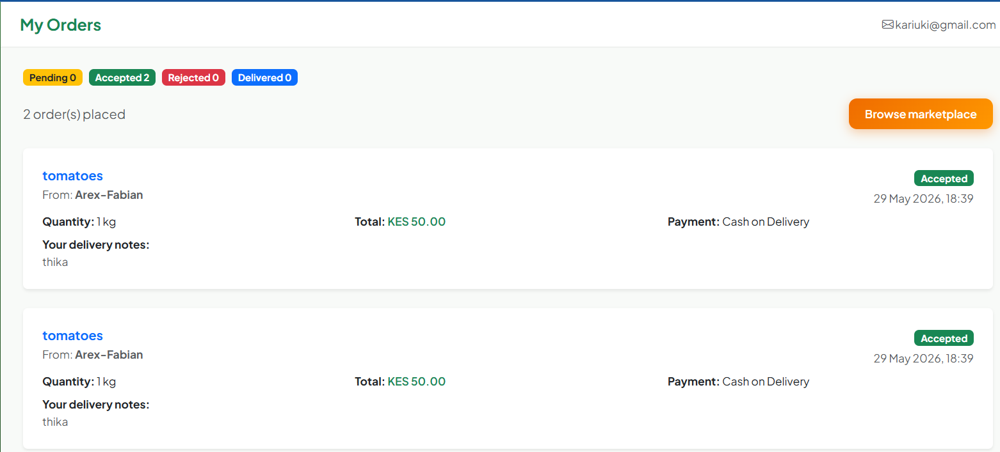 My Orders
kariuki@gmail.com
Pending 0 Accepted 2 Rejected 0 Delivered 0
2 order(s) placed
Browse marketplace
tomatoes
Accepted
From: Arex-Fabian
29 May 2026, 18:39
Quantity: 1 kg
Total: KES 50.00
Payment: Cash on Delivery
Your delivery notes:
thika
tomatoes
Accepted
From: Arex-Fabian
29 May 2026, 18:39
Quantity: 1 kg
Total: KES 50.00
Payment: Cash on Delivery
Your delivery notes:
thika